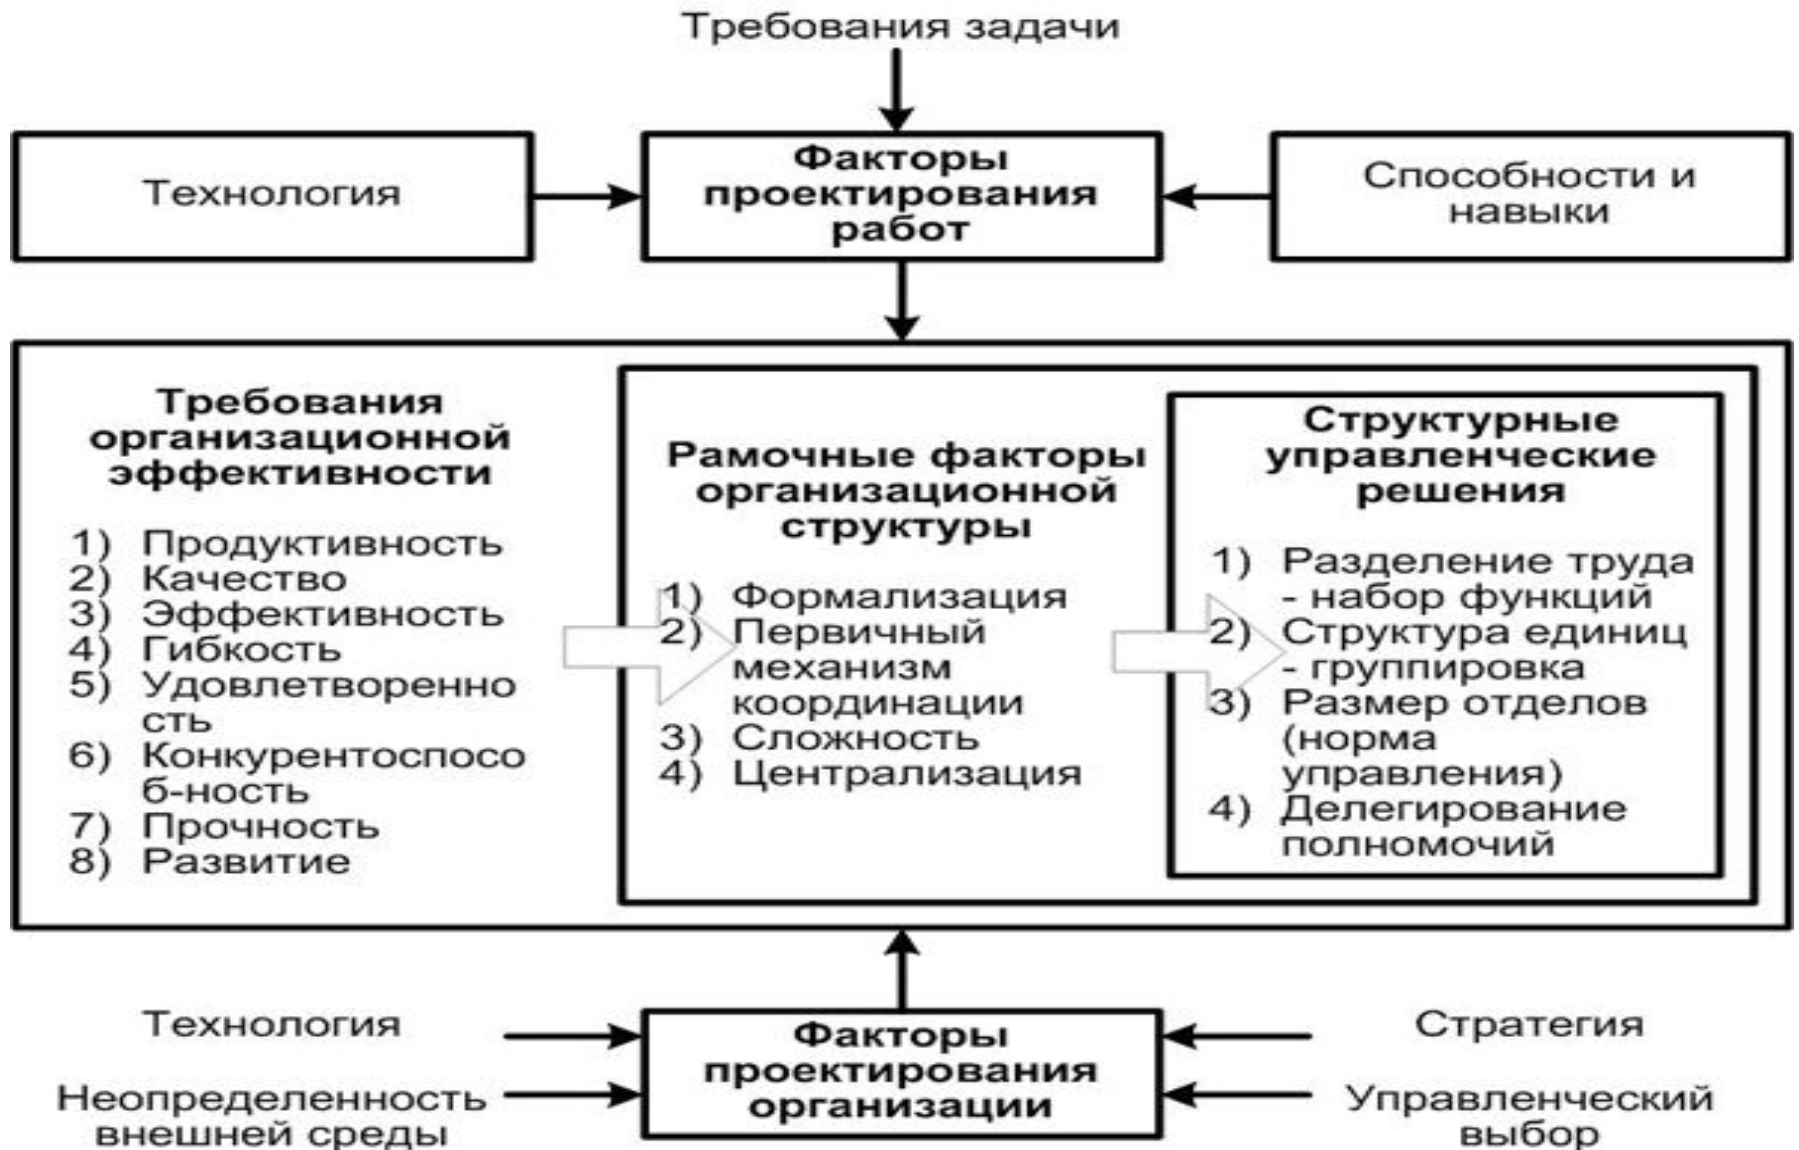 Требования задачи
Технология
Факторы
проектирования
работ
Способности и
навыки
Требования
организационной
эффективности
1) Продуктивность
2) Качество
3) Эффективность
4) Гибкость
5) Удовлетворенно
сть
6) Конкурентоспосо
б-ность
7) Прочность
8) Развитие
Рамочные факторы
организационной
структуры
1) Формализация
2) Первичный
механизм
координации
3) Сложность
4) Централизация
Структурные
управленческие
решения
1) Разделение труда
- набор функций
2) Структура единиц
- группировка
3) Размер отделов
(норма
управления)
4) Делегирование
полномочий
Технология
Неопределенность
внешней среды
Факторы
проектирования
организации
Стратегия
Управленческий
выбор